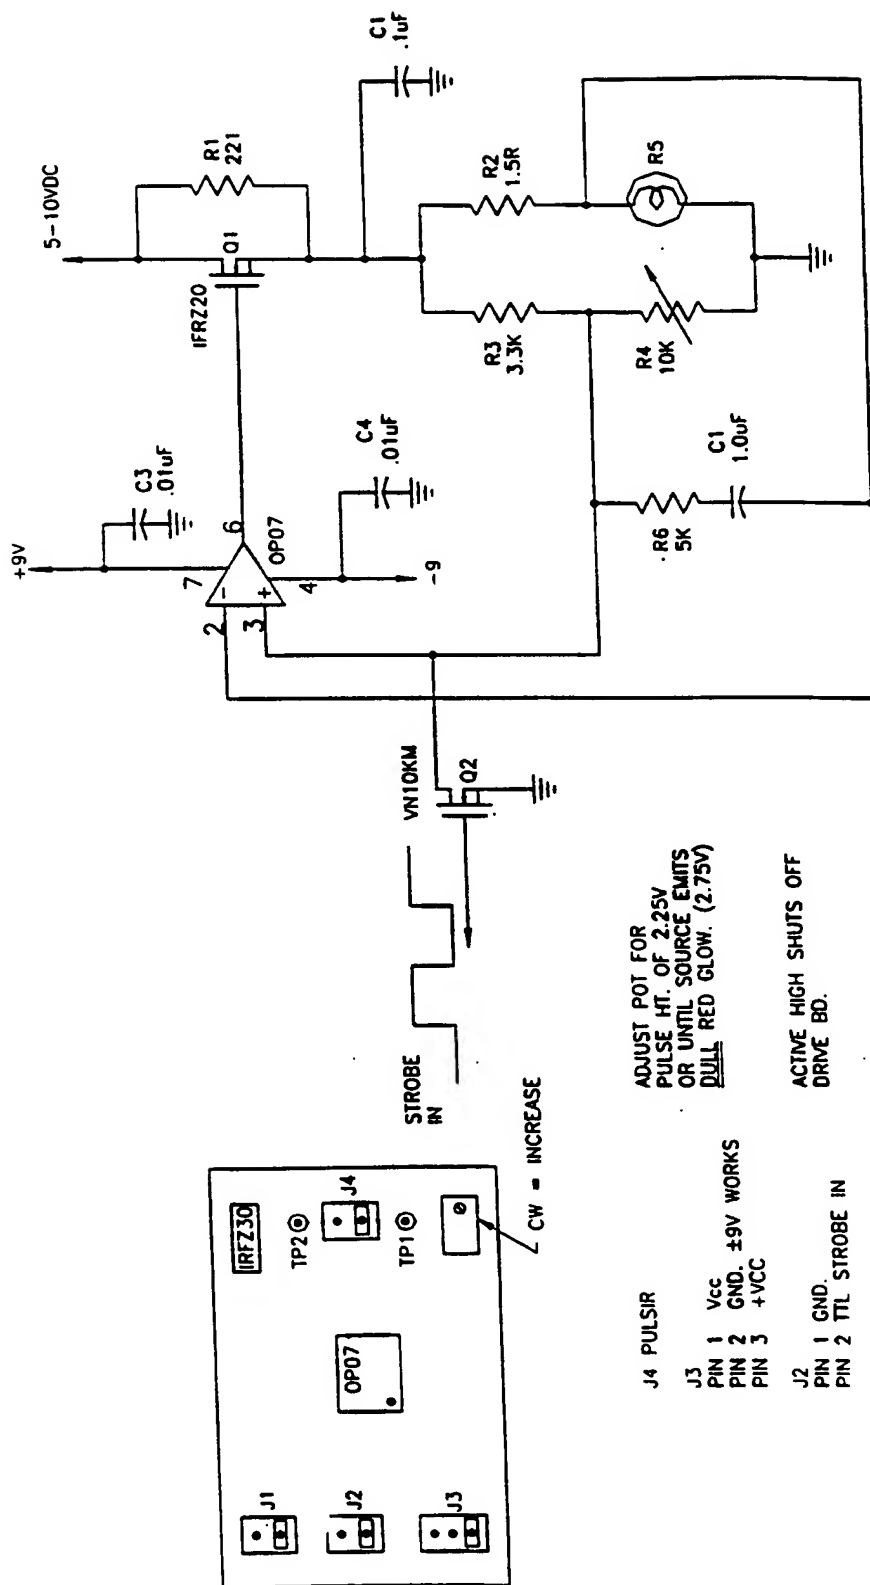 5-10VDC
R1
221
C1
.1uF
Q1
IFRZ20
+9V
C3
.01uF
7
6
2
3
4
-
+
OP07
C4
.01uF
-9
R2
1.5R
R5
R3
3.3K
R4
10K
R6
5K
C1
1.0uF
VN10KM
Q2
STROBE
IN
IRFZ30
TP2
J4
TP1
OP07
J1
J2
J3
CW = INCREASE
ADJUST POT FOR
PULSE HT. OF 2.25V
OR UNTIL SOURCE EMITS
DULL RED GLOW. (2.75V)
ACTIVE HIGH SHUTS OFF
DRIVE BD.
J4 PULSIR
J3
PIN 1 Vcc
PIN 2 GND. ±9V WORKS
PIN 3 +VCC
J2
PIN 1 GND.
PIN 2 TTL STROBE IN